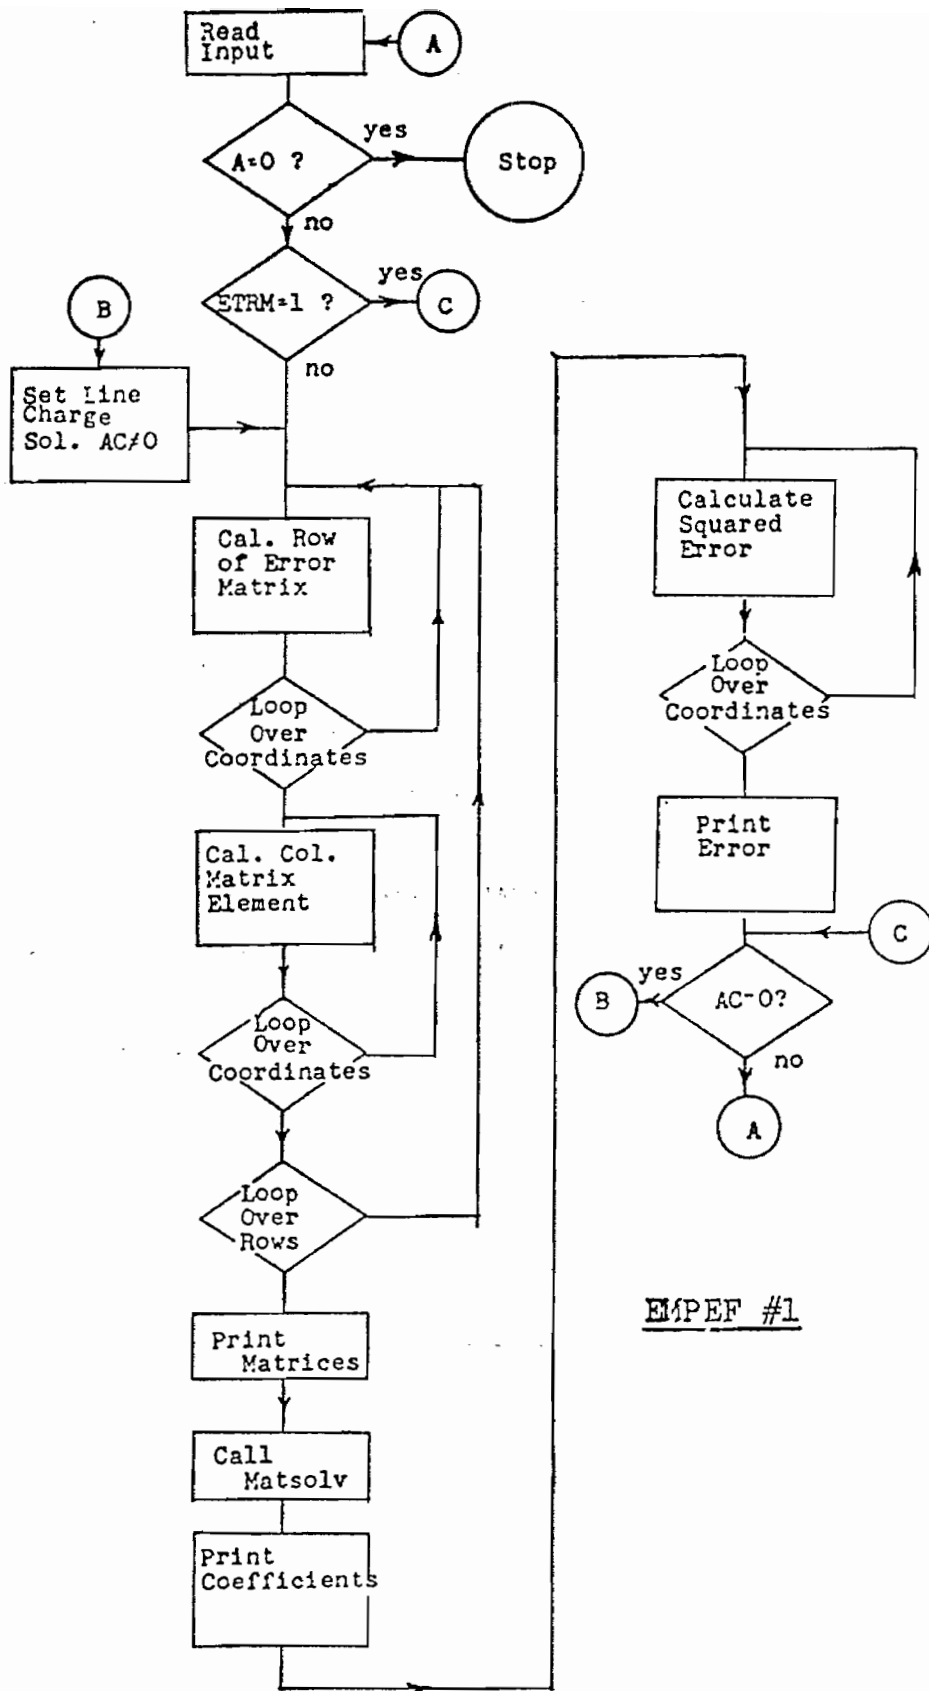 Read
Input
A
A=0 ?
yes
Stop
no
ETRM=1 ?
yes
C
no
B
Set Line
Charge
Sol. AC≠0
Cal. Row
of Error
Matrix
Loop
Over
Coordinates
Cal. Col.
Matrix
Element
Loop
Over
Coordinates
Loop
Over
Rows
Print
Matrices
Call
Matsolv
Print
Coefficients
Calculate
Squared
Error
Loop
Over
Coordinates
Print
Error
C
AC=0?
yes
B
no
A
EMPEF #1